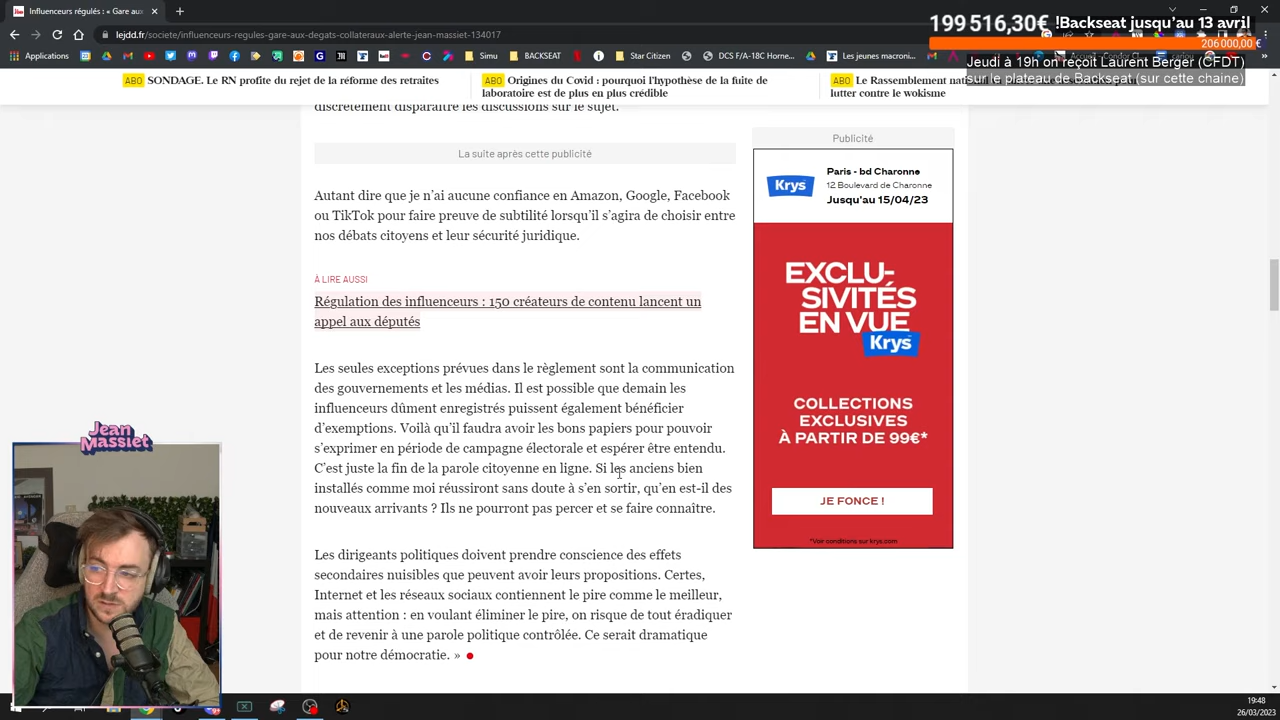 Influenceurs régulés : « Gare aux
lejdd.fr/societe/influenceurs-regules-gare-aux-degats-collateraux-alerte-jean-massiet-134017
199 516,30€
!Backseat jusqu'au 13 avril
206 000,00 €
Jeudi à 19h on reçoit Laurent Berger (CFDT)
sur le plateau de Backseat (sur cette chaine)
Applications
BACKSEAT
Star Citizen
DCS F/A-18C Horne...
Les jeunes macroni...
ABO SONDAGE. Le RN profite du rejet de la réforme des retraites
ABO Origines du Covid : pourquoi l'hypothèse de la fuite de
laboratoire est de plus en plus crédible
ABO Le Rassemblement
lutter contre le wokisme
discrètement disparaître les discussions sur le sujet.
La suite après cette publicité
Autant dire que je n'ai aucune confiance en Amazon, Google, Facebook
ou TikTok pour faire preuve de subtilité lorsqu'il s'agira de choisir entre
nos débats citoyens et leur sécurité juridique.
À LIRE AUSSI
Régulation des influenceurs : 150 créateurs de contenu lancent un
appel aux députés
Les seules exceptions prévues dans le règlement sont la communication
des gouvernements et les médias. Il est possible que demain les
influenceurs dûment enregistrés puissent également bénéficier
d'exemptions. Voilà qu'il faudra avoir les bons papiers pour pouvoir
s'exprimer en période de campagne électorale et espérer être entendu.
C'est juste la fin de la parole citoyenne en ligne. Si les anciens bien
installés comme moi réussiront sans doute à s'en sortir, qu'en est-il des
nouveaux arrivants ? Ils ne pourront pas percer et se faire connaître.
Les dirigeants politiques doivent prendre conscience des effets
secondaires nuisibles que peuvent avoir leurs propositions. Certes,
Internet et les réseaux sociaux contiennent le pire comme le meilleur,
mais attention : en voulant éliminer le pire, on risque de tout éradiquer
et de revenir à une parole politique contrôlée. Ce serait dramatique
pour notre démocratie. »
Publicité
Krys
Paris - bd Charonne
12 Boulevard de Charonne
Jusqu'au 15/04/23
EXCLU-
SIVITÉS
EN VUE
Krys
COLLECTIONS
EXCLUSIVES
À PARTIR DE 99€*
JE FONCE !
*Voir conditions sur krys.com
Jean
Massiet
19:48
26/03/2023